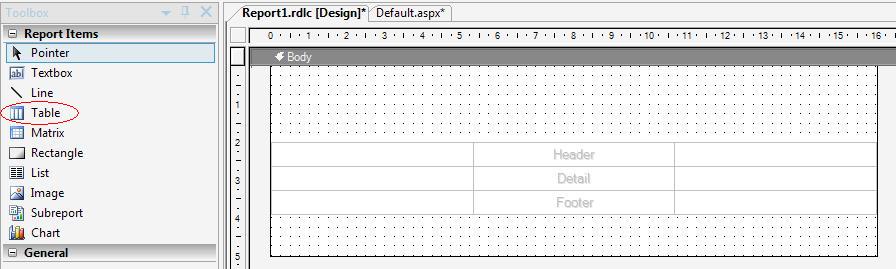 Toolbox
Report Items
Pointer
Textbox
Line
Table
Matrix
Rectangle
List
Image
Subreport
Chart
General
Report1.rdlc [Design]* Default.aspx*
0 1 2 3 4 5 6 7 8 9 10 11 12 13 14 15 16
Body
1
2
3
4
5
Header
Detail
Footer